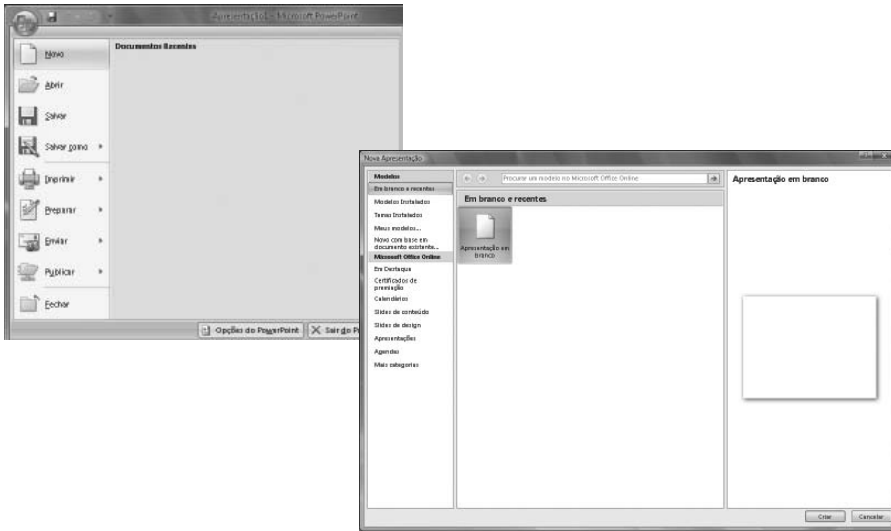 Apresentação1 - Microsoft PowerPoint
Documentos Recentes
Novo
Abrir
Salvar
Salvar como
Imprimir
Preparar
Enviar
Publicar
Fechar
Opções do PowerPoint
Sair do P
Nova Apresentação
Modelos
Em branco e recentes
Modelos Instalados
Temas Instalados
Meus modelos...
Novo com base em
documento existente...
Microsoft Office Online
Em Destaque
Certificados de
premiação
Calendários
Slides de conteúdo
Slides de design
Apresentações
Agendas
Mais categorias
Procurar um modelo no Microsoft Office Online
Em branco e recentes
Apresentação em
branco
Apresentação em branco
Criar
Cancelar